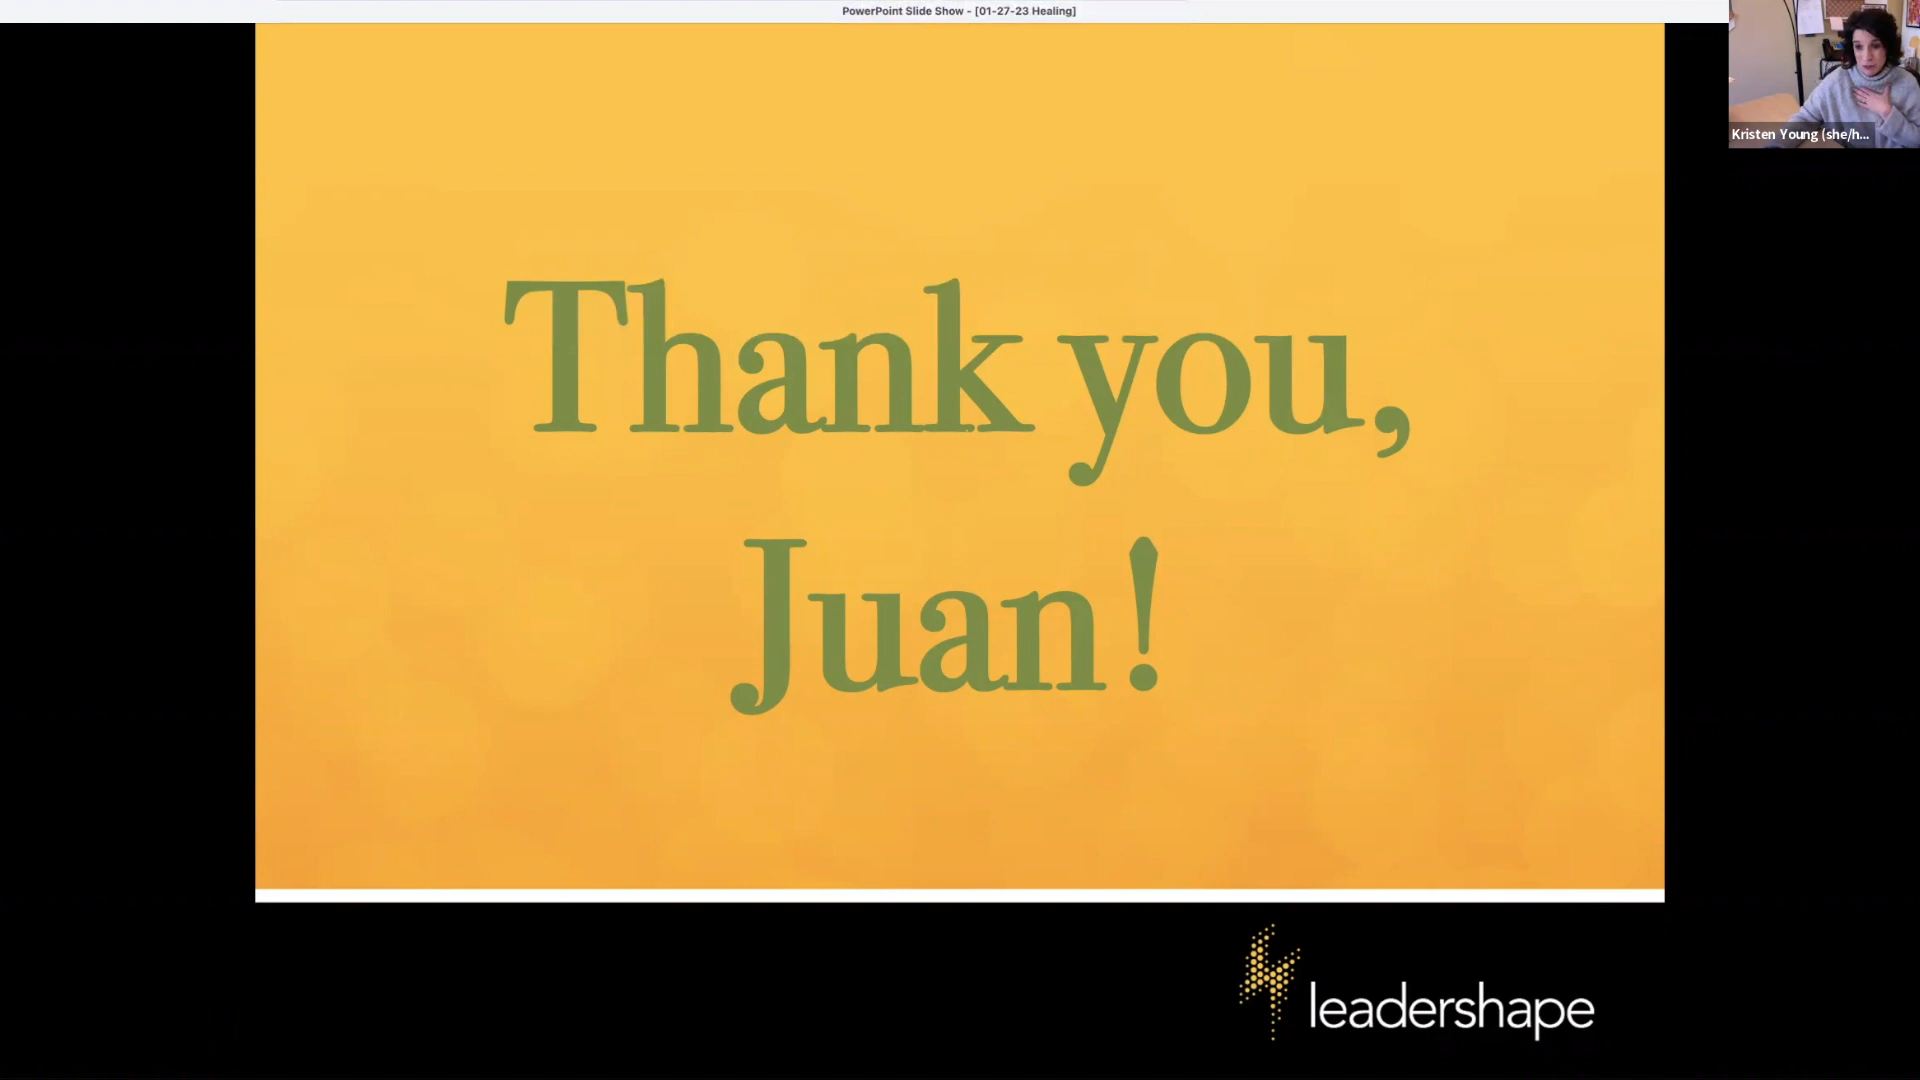 PowerPoint Slide Show - [01-27-23 Healing]
Kristen Young (she/h...
Thank you,
Juan!
leadershape